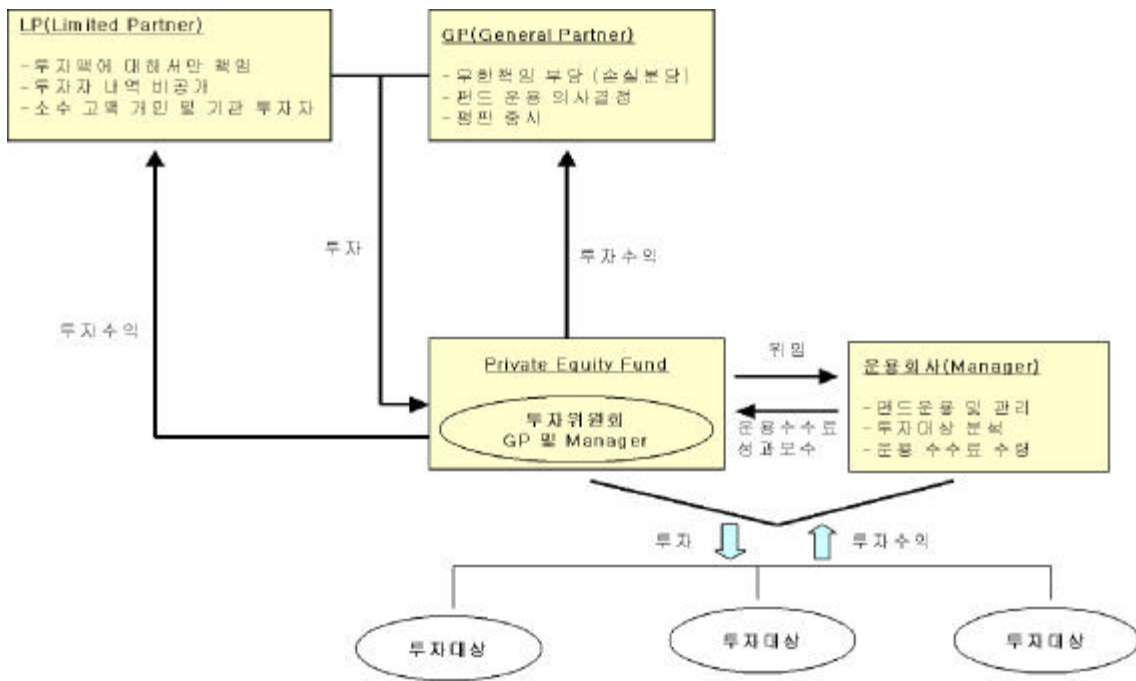 LP(Limited Partner)
-투자액에 대해서만 책임
-투자자 내역 비공개
-소수 고액 개인 및 기관 투자자
GP(General Partner)
-무한책임 부담 (손실분담)
-펀드 운용 의사결정
-평판 중시
투자
투자수익
투자수익
Private Equity Fund
투자위원회
GP 및 Manager
위임
운용수수료
성과보수
운용회사(Manager)
-펀드운용 및 관리
-투자대상 분석
-운용 수수료 수령
투자
투자수익
투자대상
투자대상
투자대상